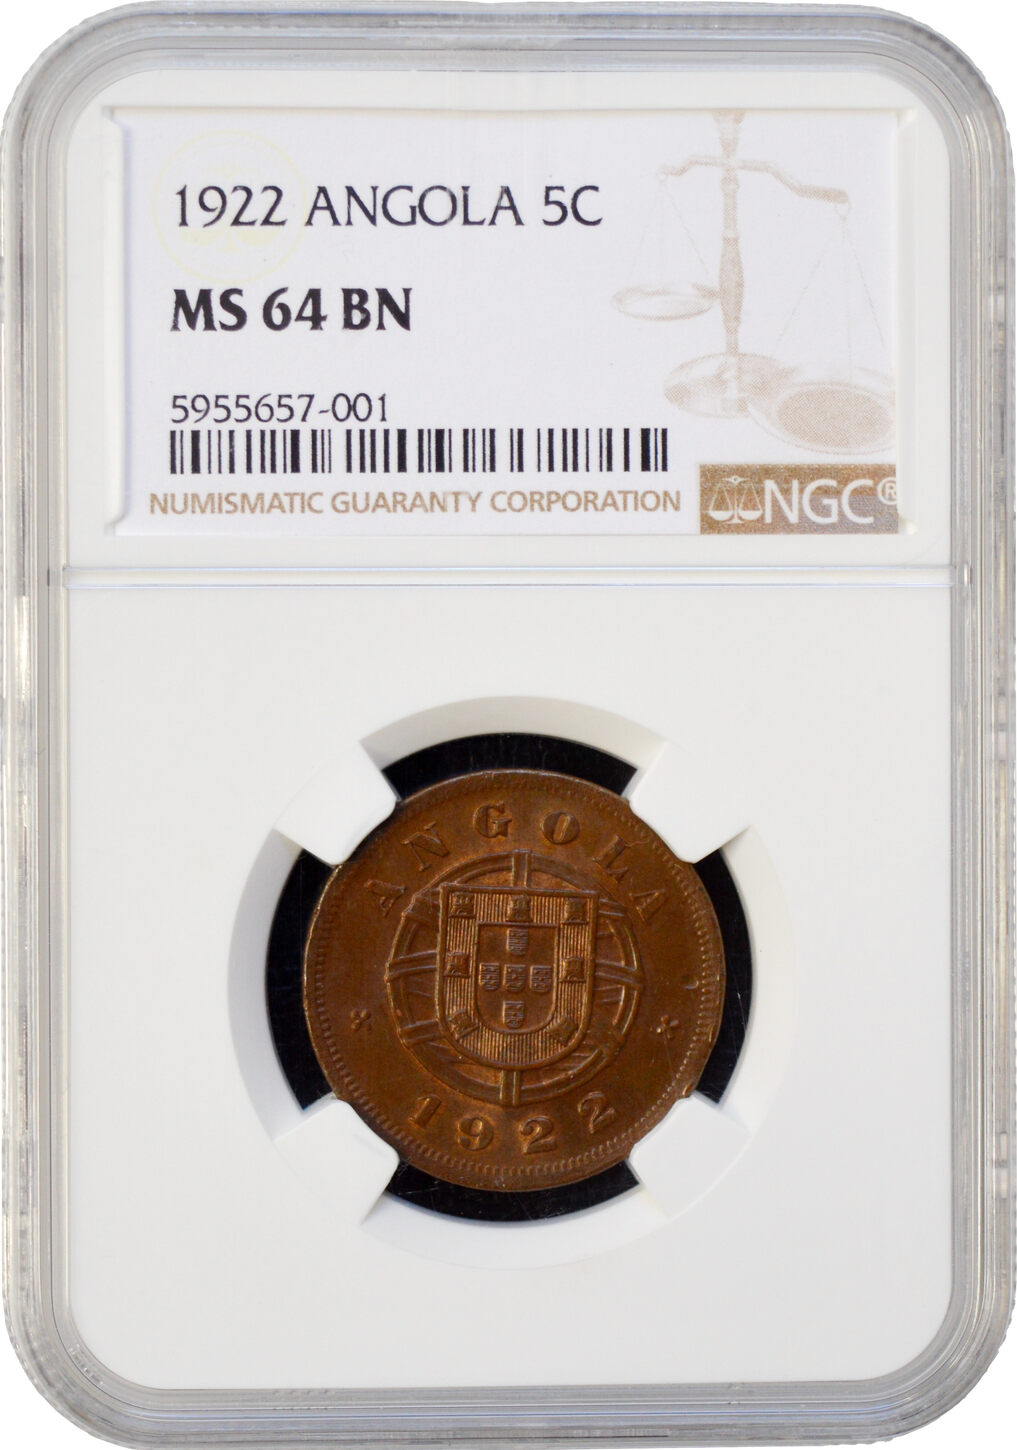 1922 ANGOLA 5C
MS 64 BN
5955657-001
NUMISMATIC GUARANTY CORPORATION
NGC®
ANGOLA
1922